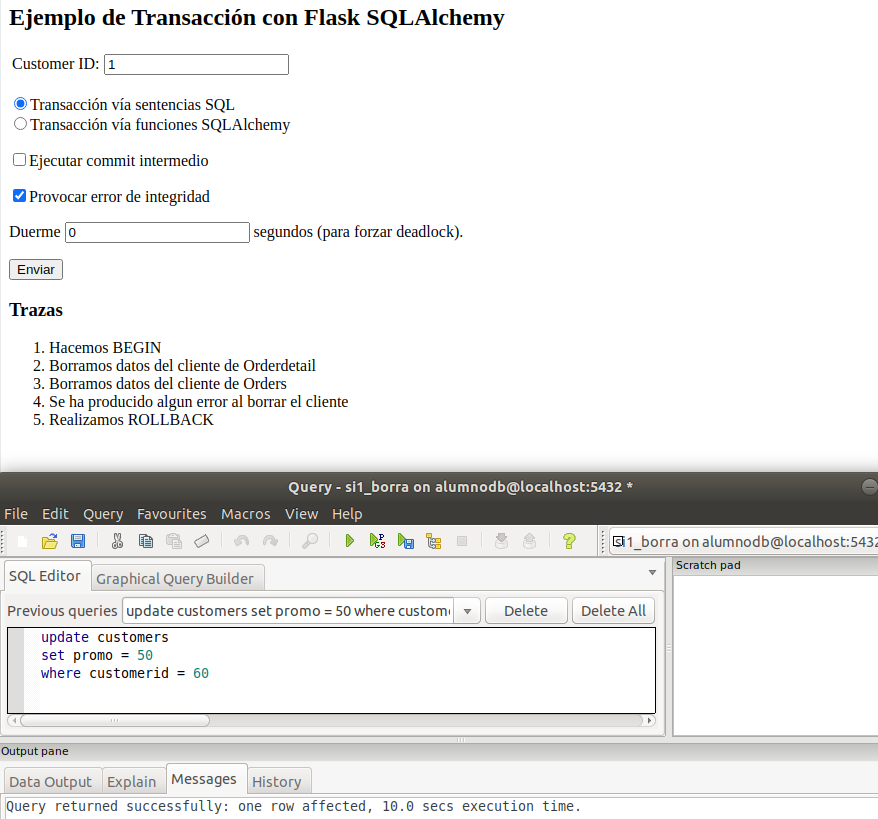 Ejemplo de Transacción con Flask SQLAlchemy
Customer ID: 1
Transacción vía sentencias SQL
Transacción vía funciones SQLAlchemy
Ejecutar commit intermedio
Provocar error de integridad
Duerme 0 segundos (para forzar deadlock).
Enviar
Trazas
1. Hacemos BEGIN
2. Borramos datos del cliente de Orderdetail
3. Borramos datos del cliente de Orders
4. Se ha producido algun error al borrar el cliente
5. Realizamos ROLLBACK
Query - si1_borra on alumnodb@localhost:5432 *
File Edit Query Favourites Macros View Help
si1_borra on alumnodb@localhost:5432
SQL Editor Graphical Query Builder
Scratch pad
Previous queries update customers set promo = 50 where custome Delete Delete All
update customers
set promo = 50
where customerid = 60
Output pane
Data Output Explain Messages History
Query returned successfully: one row affected, 10.0 secs execution time.